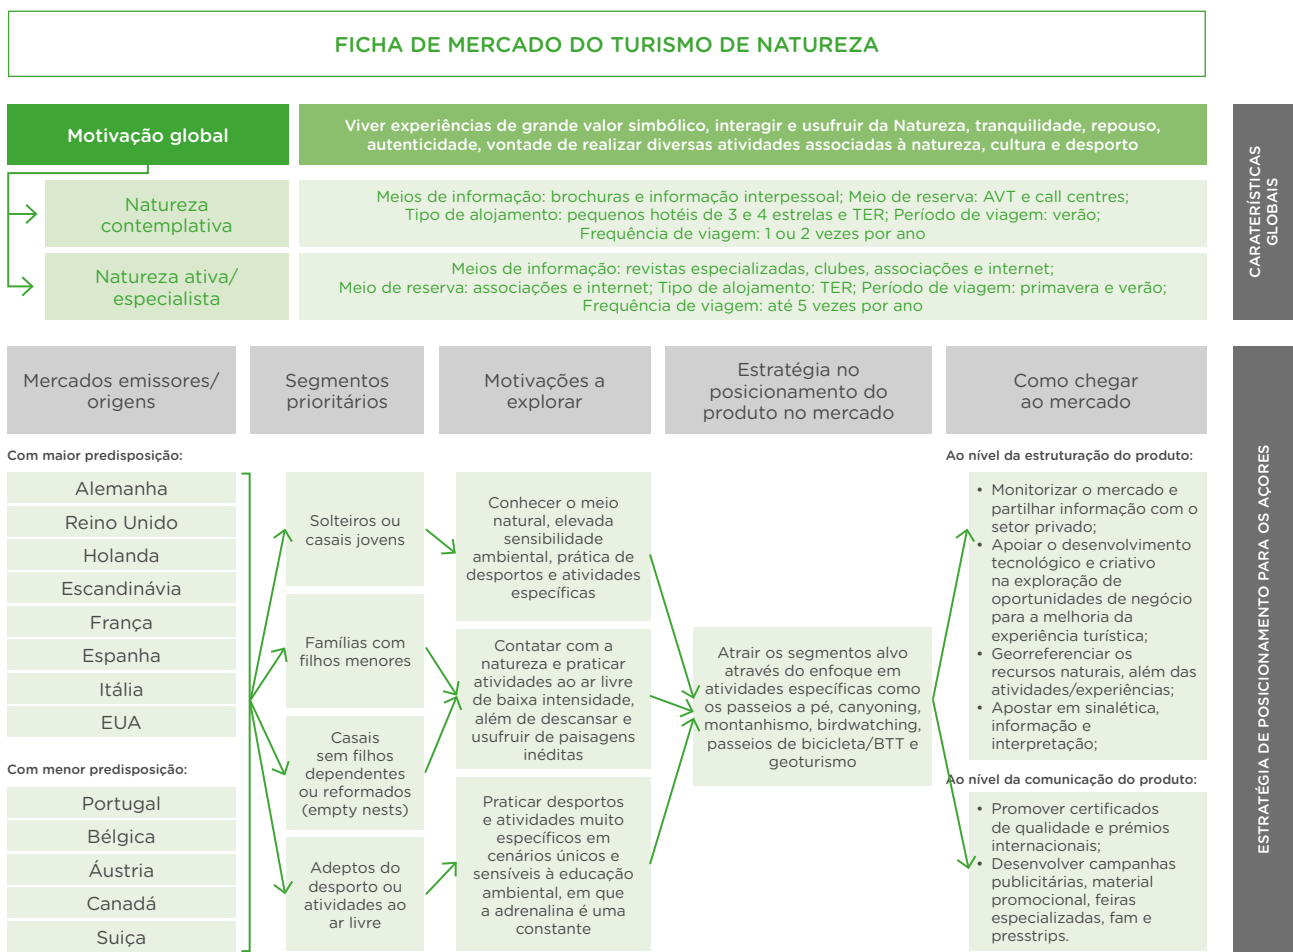 FICHA DE MERCADO DO TURISMO DE NATUREZA
Motivação global
Viver experiências de grande valor simbólico, interagir e usufruir da Natureza, tranquilidade, repouso,
autenticidade, vontade de realizar diversas atividades associadas à natureza, cultura e desporto
Natureza
contemplativa
Meios de informação: brochuras e informação interpessoal; Meio de reserva: AVT e call centres;
Tipo de alojamento: pequenos hotéis de 3 e 4 estrelas e TER; Período de viagem: verão;
Frequência de viagem: 1 ou 2 vezes por ano
Natureza ativa/
especialista
Meios de informação: revistas especializadas, clubes, associações e internet;
Meio de reserva: associações e internet; Tipo de alojamento: TER; Período de viagem: primavera e verão;
Frequência de viagem: até 5 vezes por ano
CARATERÍSTICAS
GLOBAIS
Mercados emissores/
origens
Segmentos
prioritários
Motivações a
explorar
Estratégia no
posicionamento do
produto no mercado
Como chegar
ao mercado
Com maior predisposição:
Alemanha
Reino Unido
Holanda
Escandinávia
França
Espanha
Itália
EUA
Com menor predisposição:
Portugal
Bélgica
Áustria
Canadá
Suiça
Solteiros ou
casais jovens
Famílias com
filhos menores
Casais
sem filhos
dependentes
ou reformados
(empty nests)
Adeptos do
desporto ou
atividades ao
ar livre
Conhecer o meio
natural, elevada
sensibilidade
ambiental, prática de
desportos e atividades
específicas
Contatar com a
natureza e praticar
atividades ao ar livre
de baixa intensidade,
além de descansar e
usufruir de paisagens
inéditas
Praticar desportos
e atividades muito
específicos em
cenários únicos e
sensíveis à educação
ambiental, em que
a adrenalina é uma
constante
Atrair os segmentos alvo
através do enfoque em
atividades específicas como
os passeios a pé, canyoning,
montanhismo, birdwatching,
passeios de bicicleta/BTT e
geoturismo
Ao nível da estruturação do produto:
• Monitorizar o mercado e
partilhar informação com o
setor privado;
• Apoiar o desenvolvimento
tecnológico e criativo
na exploração de
oportunidades de negócio
para a melhoria da
experiência turística;
• Georreferenciar os
recursos naturais, além das
atividades/experiências;
• Apostar em sinalética,
informação e
interpretação;
Ao nível da comunicação do produto:
• Promover certificados
de qualidade e prémios
internacionais;
• Desenvolver campanhas
publicitárias, material
promocional, feiras
especializadas, fam e
presstrips.
ESTRATÉGIA DE POSICIONAMENTO PARA OS AÇORES